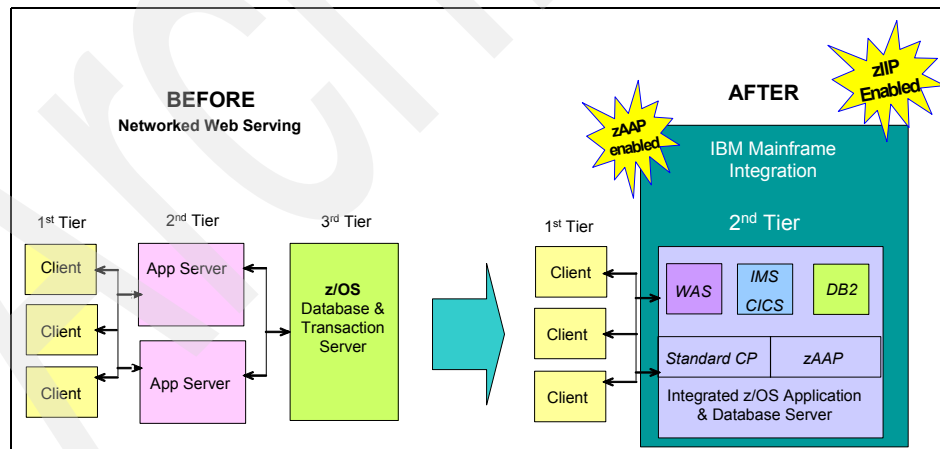 BEFORE
Networked Web Serving
1st Tier
2nd Tier
3rd Tier
Client
Client
Client
App Server
App Server
z/OS
Database &
Transaction
Server
AFTER
zAAP
enabled
zIIP
Enabled
IBM Mainframe
Integration
1st Tier
2nd Tier
Client
Client
Client
WAS
IMS
CICS
DB2
Standard CP
zAAP
Integrated z/OS Application
& Database Server